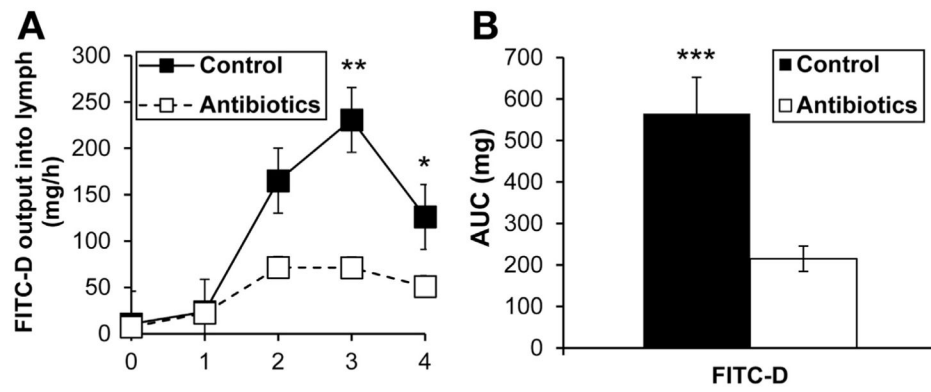 A
FITC-D output into lymph
(mg/h)
300
250
200
150
100
50
0
Control
Antibiotics
**
*
0 1 2 3 4
B
AUC (mg)
700
600
500
400
300
200
100
0
***
Control
Antibiotics
FITC-D